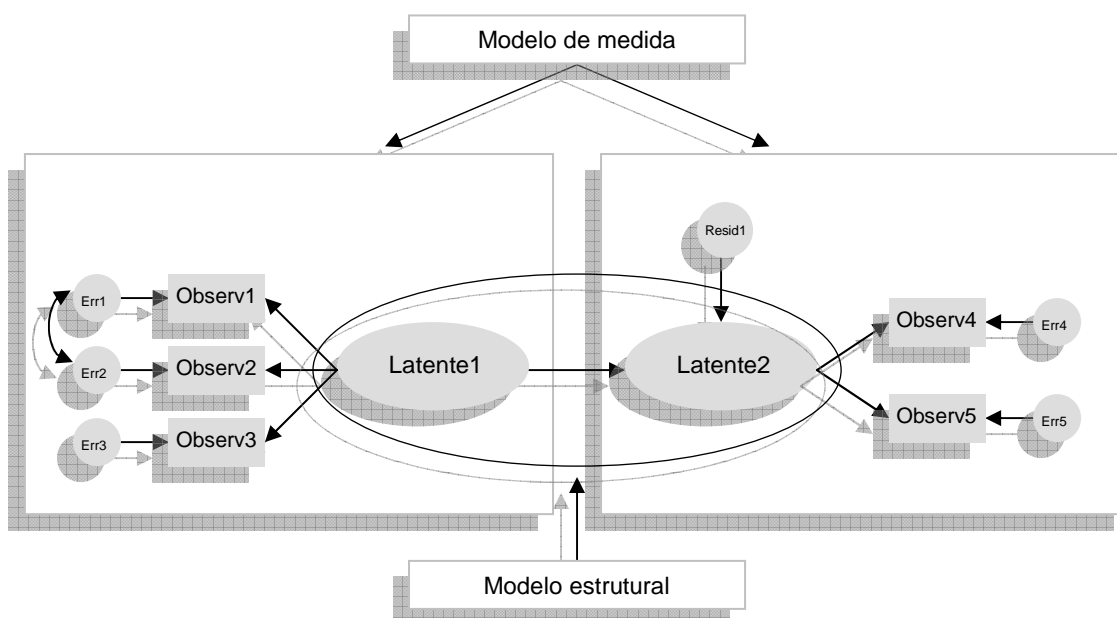 Modelo de medida
Resid1
Err1
Observ1
Observ4
Err4
Err2
Observ2
Latente1
Latente2
Err3
Observ3
Observ5
Err5
Modelo estrutural